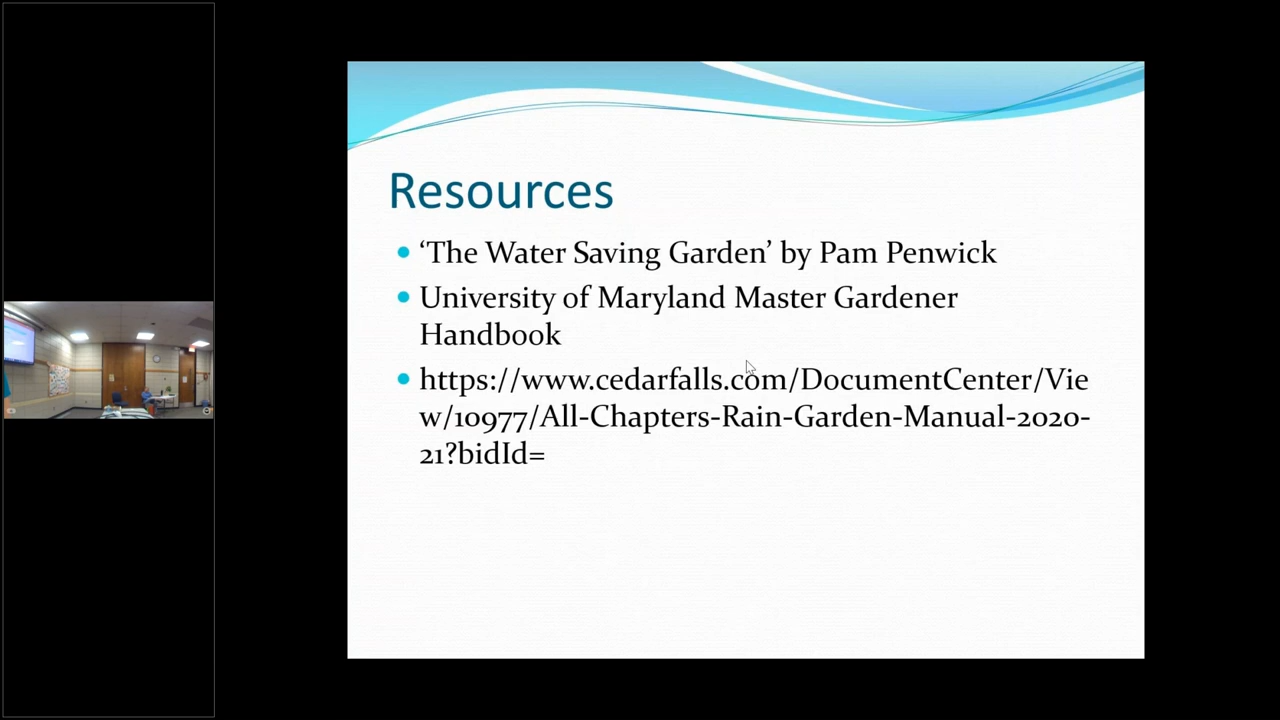 Resources
‘The Water Saving Garden’ by Pam Penwick
University of Maryland Master Gardener
Handbook
https://www.cedarfalls.com/DocumentCenter/Vie
w/10977/All-Chapters-Rain-Garden-Manual-2020-
21?bidId=